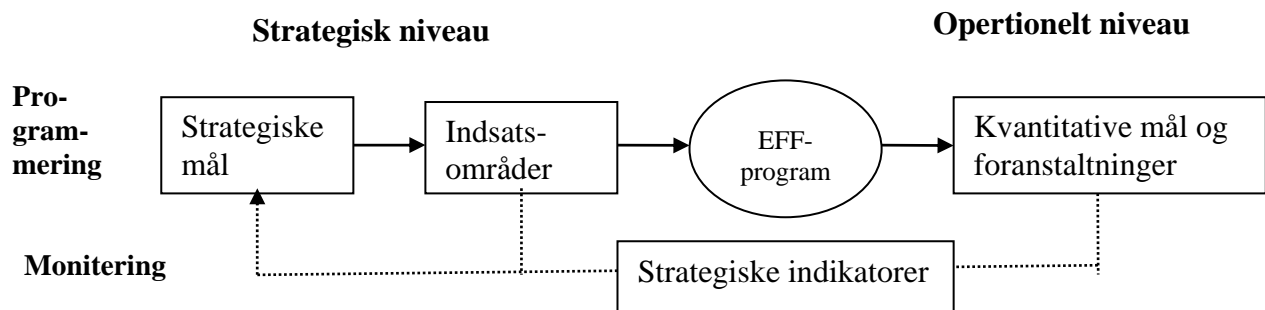 Strategisk niveau
Opertionelt niveau
Pro-
gram-
mering
Strategiske
mål
Indsats-
områder
EFF-
program
Kvantitative mål og
foranstaltninger
Monitering
Strategiske indikatorer